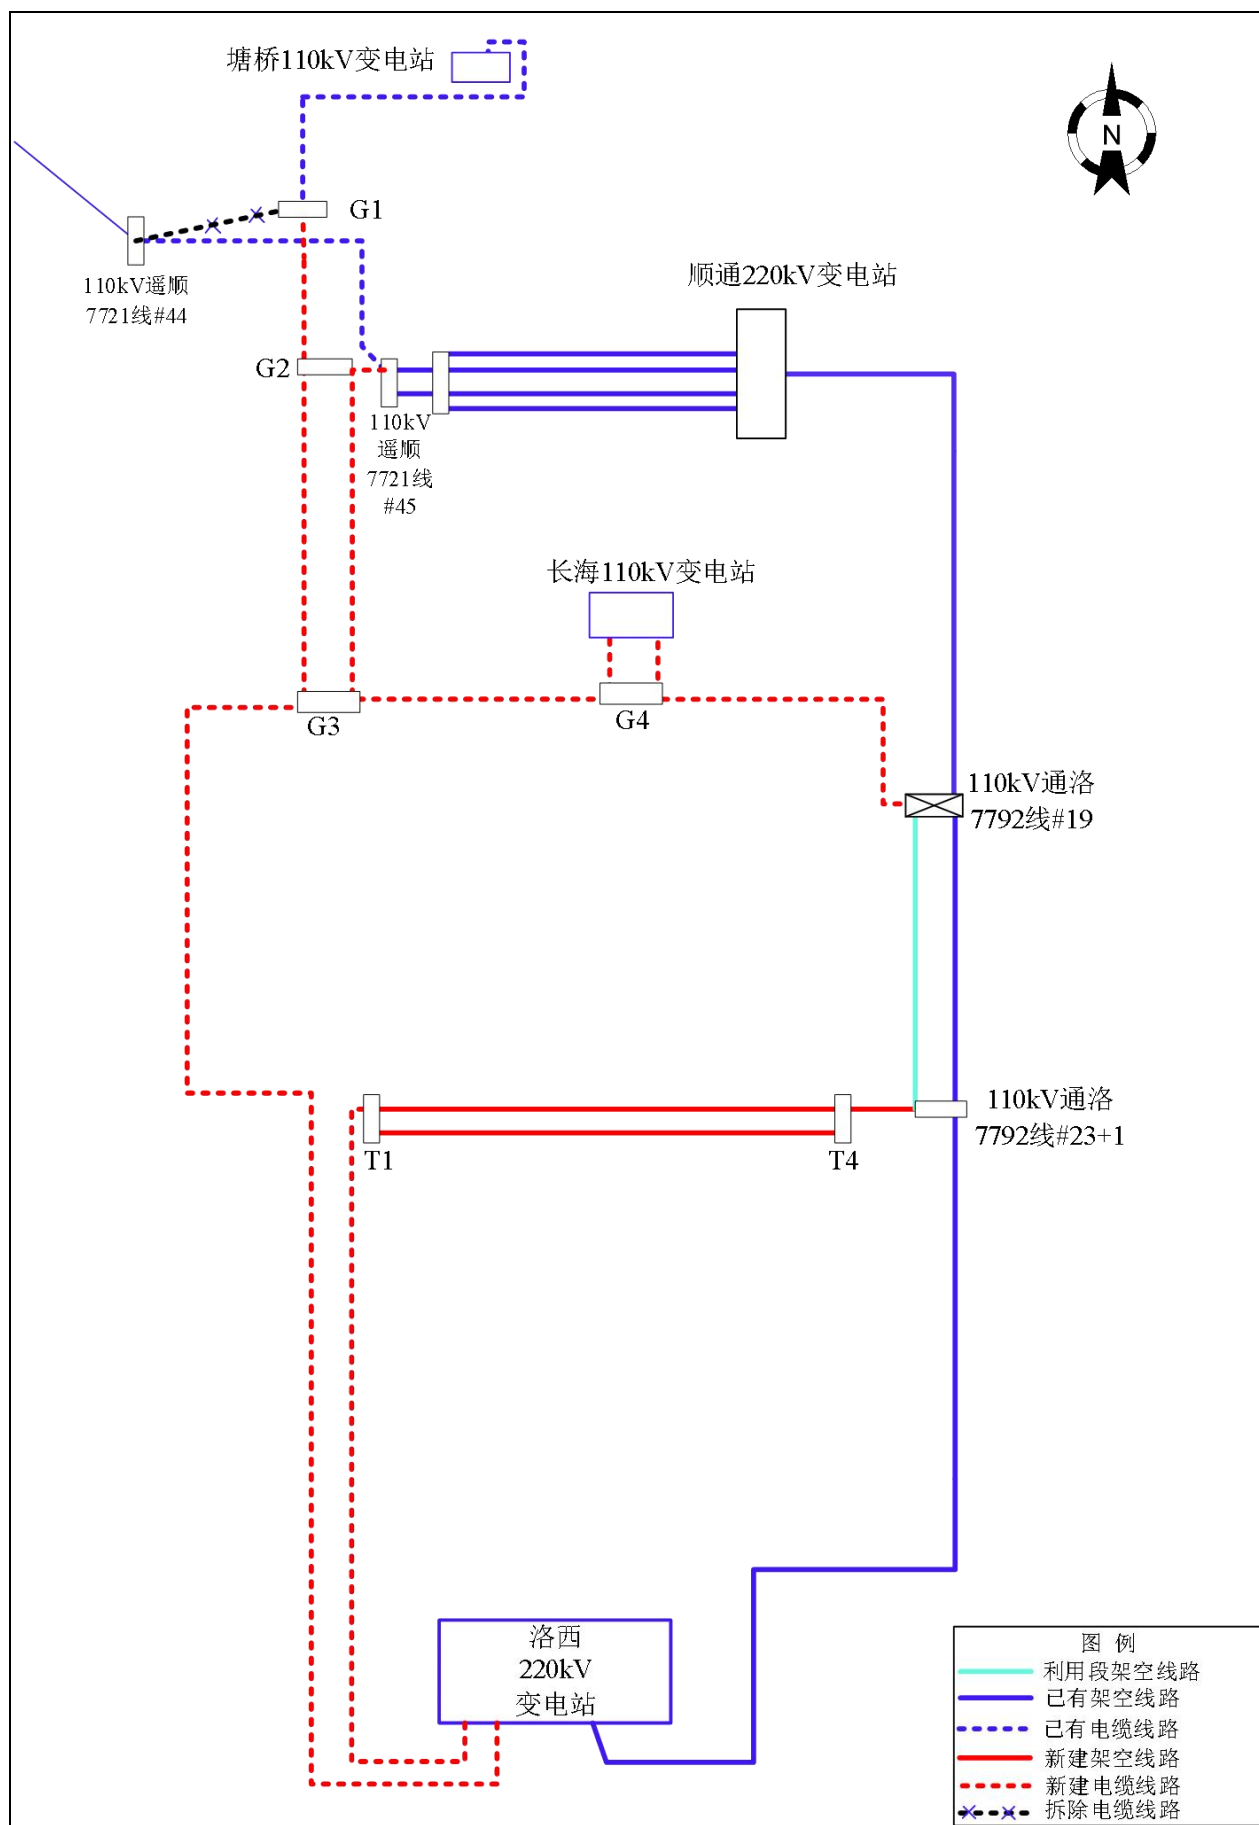 塘桥110kV变电站
N
G1
110kV遥顺
7721线#44
顺通220kV变电站
G2
110kV
遥顺
7721线
#45
长海110kV变电站
G3
G4
110kV通洛
7792线#19
110kV通洛
7792线#23+1
T1
T4
洛西
220kV
变电站
图 例
利用段架空线路
已有架空线路
已有电缆线路
新建架空线路
新建电缆线路
拆除电缆线路